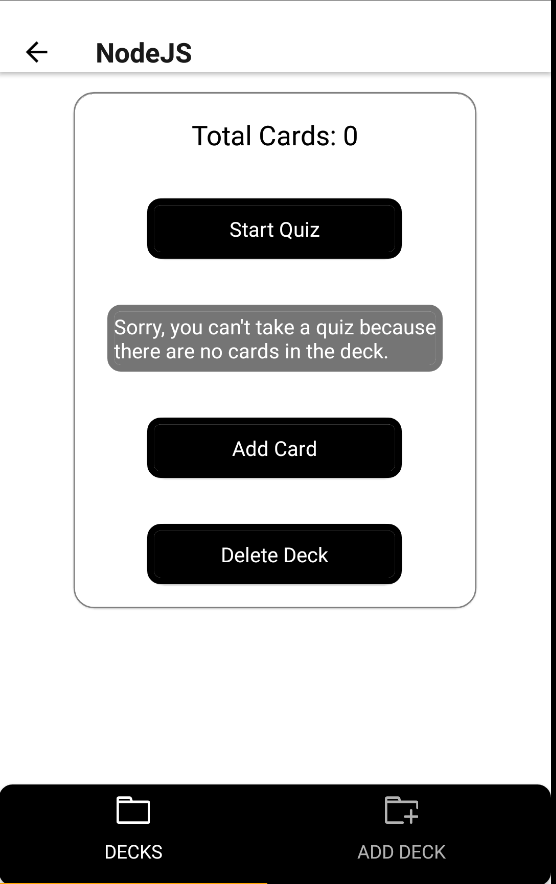 NodeJS
Total Cards: 0
Start Quiz
Sorry, you can't take a quiz because
there are no cards in the deck.
Add Card
Delete Deck
DECKS
ADD DECK